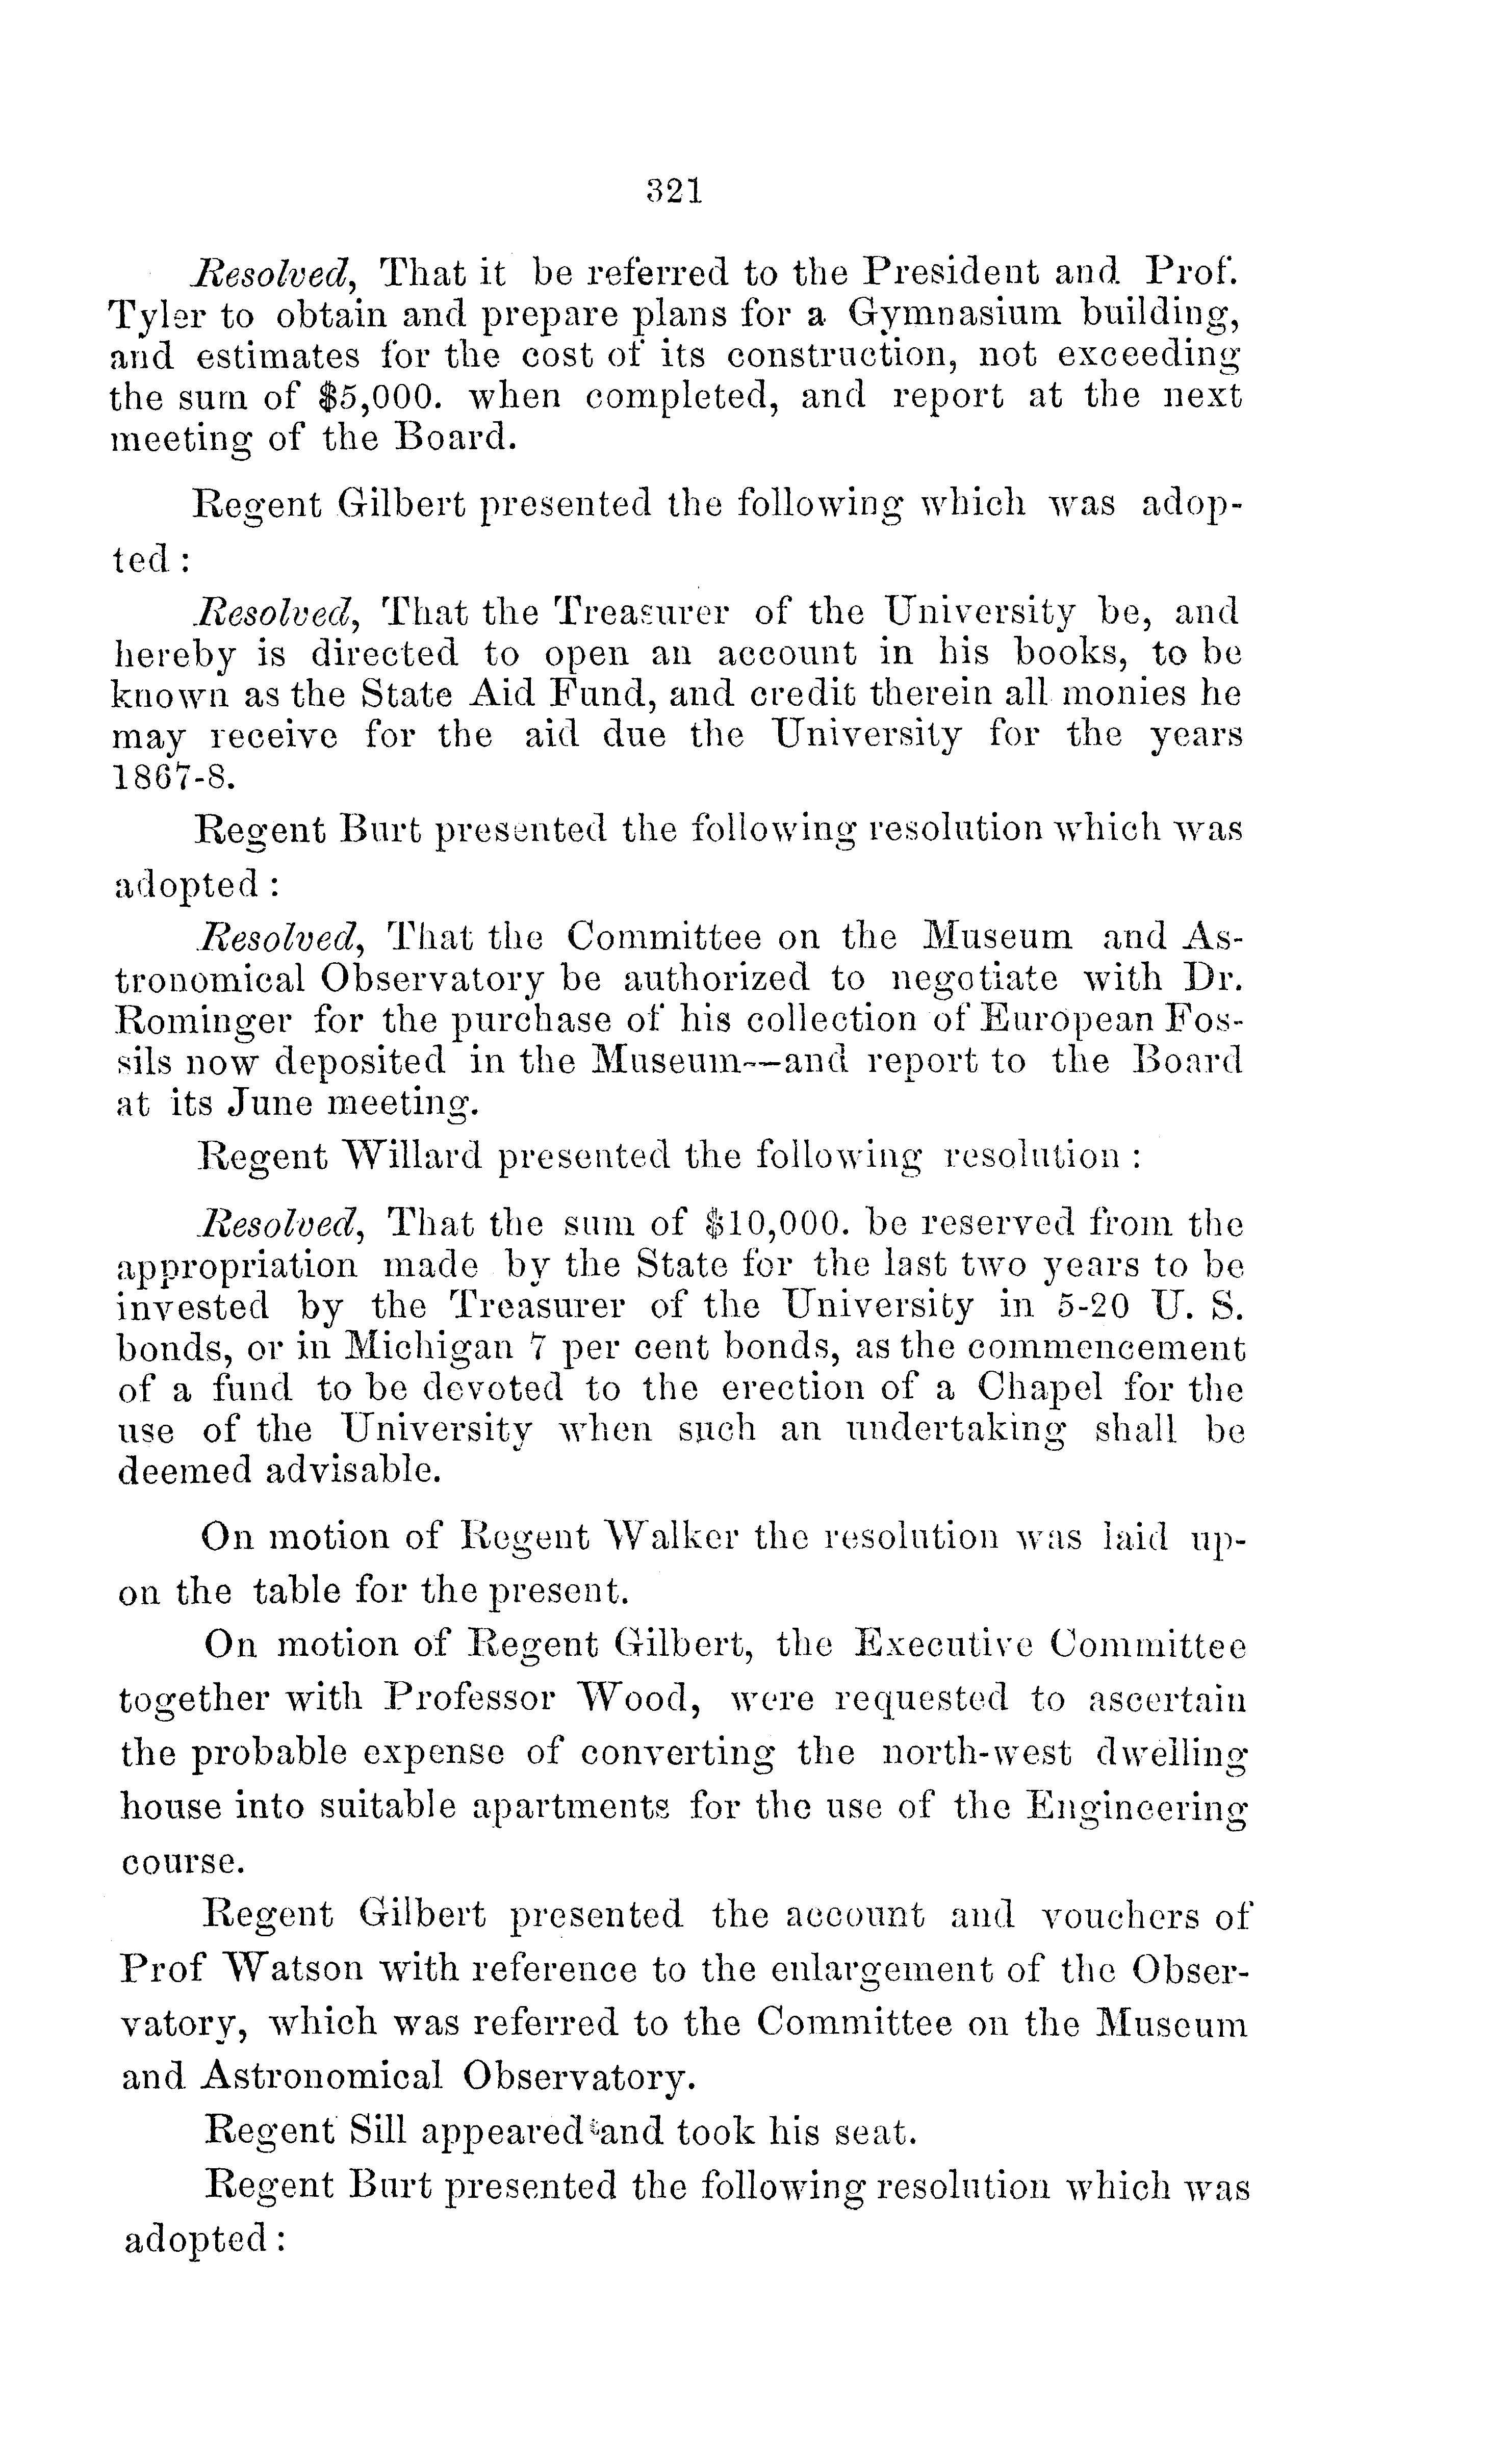 321
Resolved, That it be referred to the President and Prof.
Tyler to obtain and prepare plans for a Gymnasium building,
and estimates for the cost of its construction, not exceeding
the sum of $5,000. when completed, and report at the next
meeting of the Board.
Regent Gilbert presented the following which was adop-
ted :
Resolved, That the Treasurer of the University be, and
hereby is directed to open an account in his books, to be
known as the State Aid Fund, and credit therein all monies he
may receive for the aid due the University for the years
1867-8.
Regent Burt presented the following resolution which was
adopted :
Resolved, That the Committee on the Museum and As-
tronomical Observatory be authorized to negotiate with Dr.
Rominger for the purchase of his collection of European Fos-
sils now deposited in the Museum--and report to the Board
at its June meeting.
Regent Willard presented the following resolution :
Resolved, That the sum of $10,000. be reserved from the
appropriation made by the State for the last two years to be
invested by the Treasurer of the University in 5-20 U. S.
bonds, or in Michigan 7 per cent bonds, as the commencement
of a fund to be devoted to the erection of a Chapel for the
use of the University when such an undertaking shall be
deemed advisable.
On motion of Regent Walker the resolution was laid up-
on the table for the present.
On motion of Regent Gilbert, the Executive Committee
together with Professor Wood, were requested to ascertain
the probable expense of converting the north-west dwelling
house into suitable apartments for the use of the Engineering
course.
Regent Gilbert presented the account and vouchers of
Prof Watson with reference to the enlargement of the Obser-
vatory, which was referred to the Committee on the Museum
and Astronomical Observatory.
Regent Sill appeared and took his seat.
Regent Burt presented the following resolution which was
adopted :